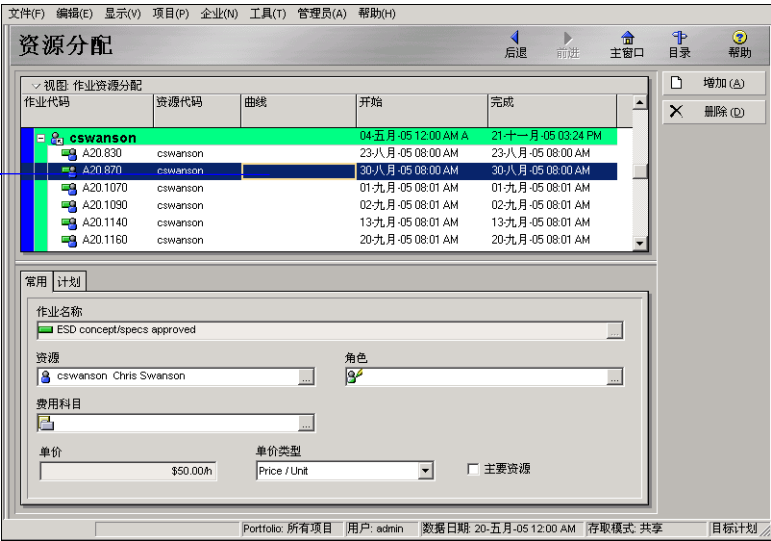 文件(F) 编辑(E) 显示(V) 项目(P) 企业(N) 工具(T) 管理员(A) 帮助(H)
资源分配 后退 前进 主窗口 目录 帮助
视图: 作业资源分配
增加(A)
作业代码 资源代码 曲线 开始 完成
删除(D)
cswanson 04-五月-05 12:00 AM A 21-十一月-05 03:24 PM
A20.830 cswanson 23-八月-05 08:00 AM 23-八月-05 08:00 AM
A20.870 cswanson 30-八月-05 08:00 AM 30-八月-05 08:00 AM
A20.1070 cswanson 01-九月-05 08:01 AM 01-九月-05 08:01 AM
A20.1090 cswanson 02-九月-05 08:01 AM 02-九月-05 08:01 AM
A20.1140 cswanson 13-九月-05 08:01 AM 13-九月-05 08:01 AM
A20.1160 cswanson 20-九月-05 08:01 AM 20-九月-05 08:01 AM
常用 计划
作业名称
ESD concept/specs approved ...
资源 角色
cswanson Chris Swanson ... ...
费用科目
...
单价 单价类型
$50.00/h Price / Unit 主要资源
Portfolio: 所有项目 用户: admin 数据日期: 20-五月-05 12:00 AM 存取模式: 共享 目标计划